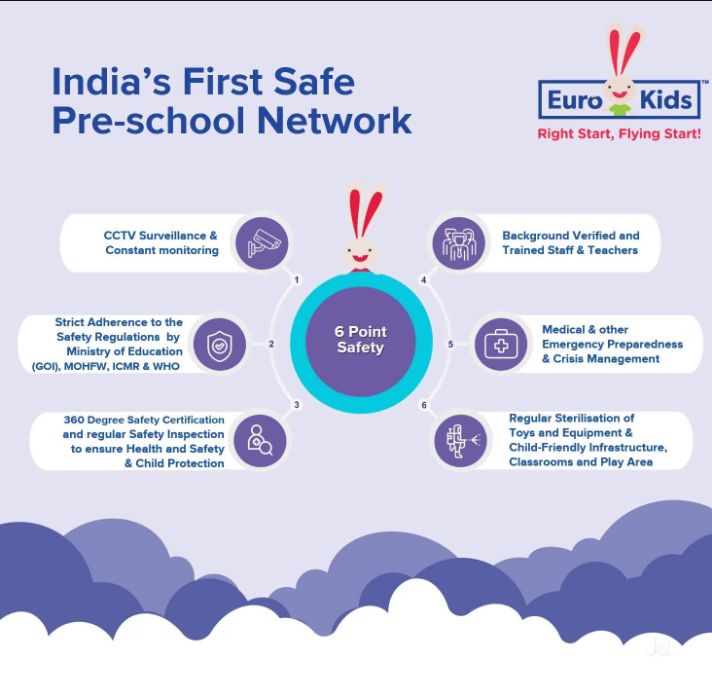 India's First Safe
Pre-school Network
Euro Kids
TM
Right Start, Flying Start!
6 Point
Safety
1
CCTV Surveillance &
Constant monitoring
2
Strict Adherence to the
Safety Regulations by
Ministry of Education
(GOI), MOHFW, ICMR & WHO
3
360 Degree Safety Certification
and regular Safety Inspection
to ensure Health and Safety
& Child Protection
4
Background Verified and
Trained Staff & Teachers
5
Medical & other
Emergency Preparedness
& Crisis Management
6
Regular Sterilisation of
Toys and Equipment &
Child-Friendly Infrastructure,
Classrooms and Play Area
Jd